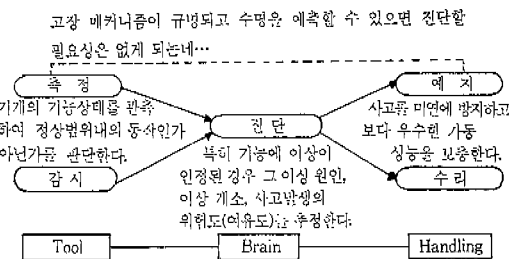 고장 메커니즘이 규명되고 수명을 예측할 수 있으면 진단할
필요성은 없게 되는네…
측 정
예 지
기개의 기능상태를 관측
하여 정상범위내의 동작인가
아닌가를 판단한다.
진 단
사고를 미연에 방지하고
보다 우수한 가동
성능을 보증한다.
감 시
특히 기능에 이상이
인정된 경우 그 이상 원인,
이상 개소, 사고발생의
위험도(여유도)를 추정한다.
수 리
Tool
Brain
Handling